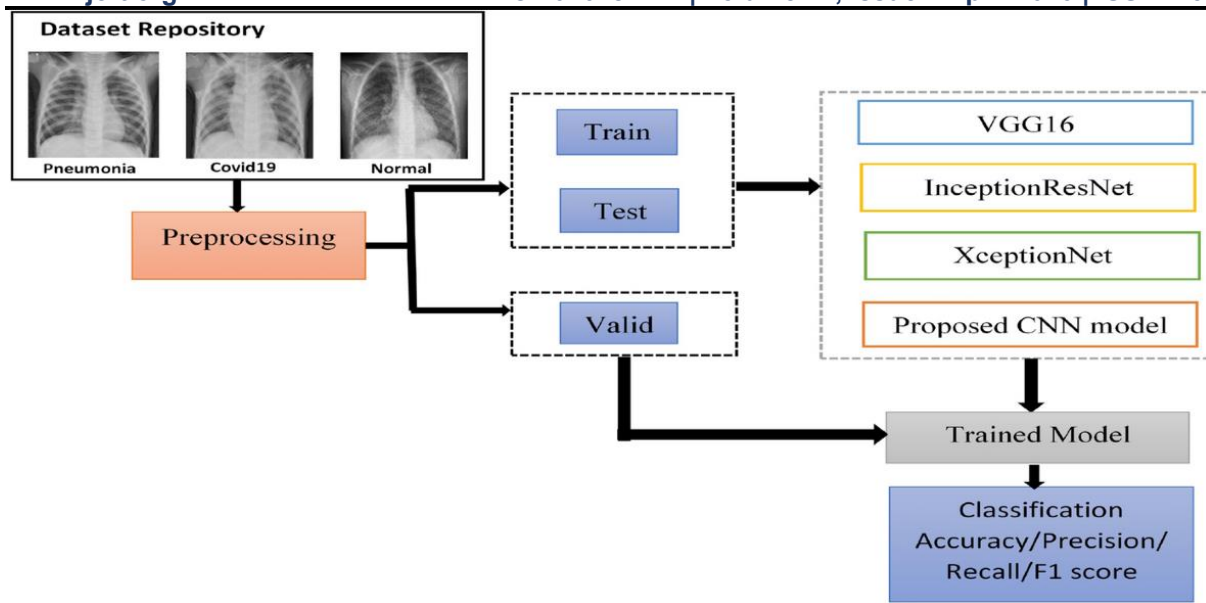 Dataset Repository
Pneumonia
Covid19
Normal
Preprocessing
Train
Test
Valid
VGG16
InceptionResNet
XceptionNet
Proposed CNN model
Trained Model
Classification
Accuracy/Precision/
Recall/F1 score